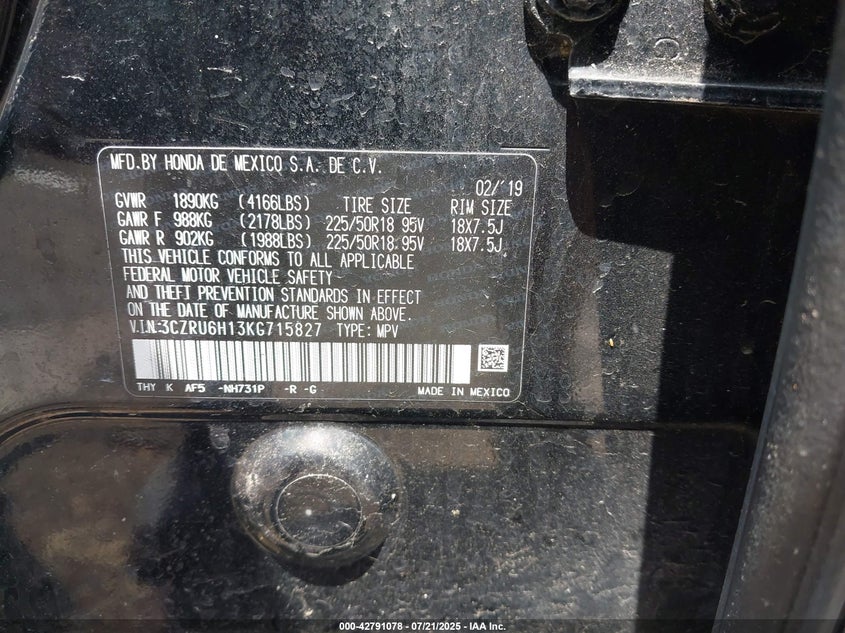 MFD.BY HONDA DE MEXICO S.A. DE C.V.
02/'19
GVWR 1890KG (4166LBS) TIRE SIZE RIM SIZE
GAWR F 988KG (2178LBS) 225/50R18 95V 18X7.5J
GAWR R 902KG (1988LBS) 225/50R18 95V 18X7.5J
THIS VEHICLE CONFORMS TO ALL APPLICABLE
FEDERAL MOTOR VEHICLE SAFETY
AND THEFT PREVENTION STANDARDS IN EFFECT
ON THE DATE OF MANUFACTURE SHOWN ABOVE.
V.I.N:3CZRU6H13KG715827 TYPE: MPV
THY K AF5 -NH731P -R -G MADE IN MEXICO
000-42791078 - 07/21/2025 - IAA Inc.